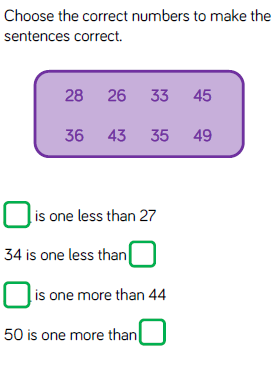 Choose the correct numbers to make the
sentences correct.
28 26 33 45
36 43 35 49
is one less than 27
34 is one less than
is one more than 44
50 is one more than